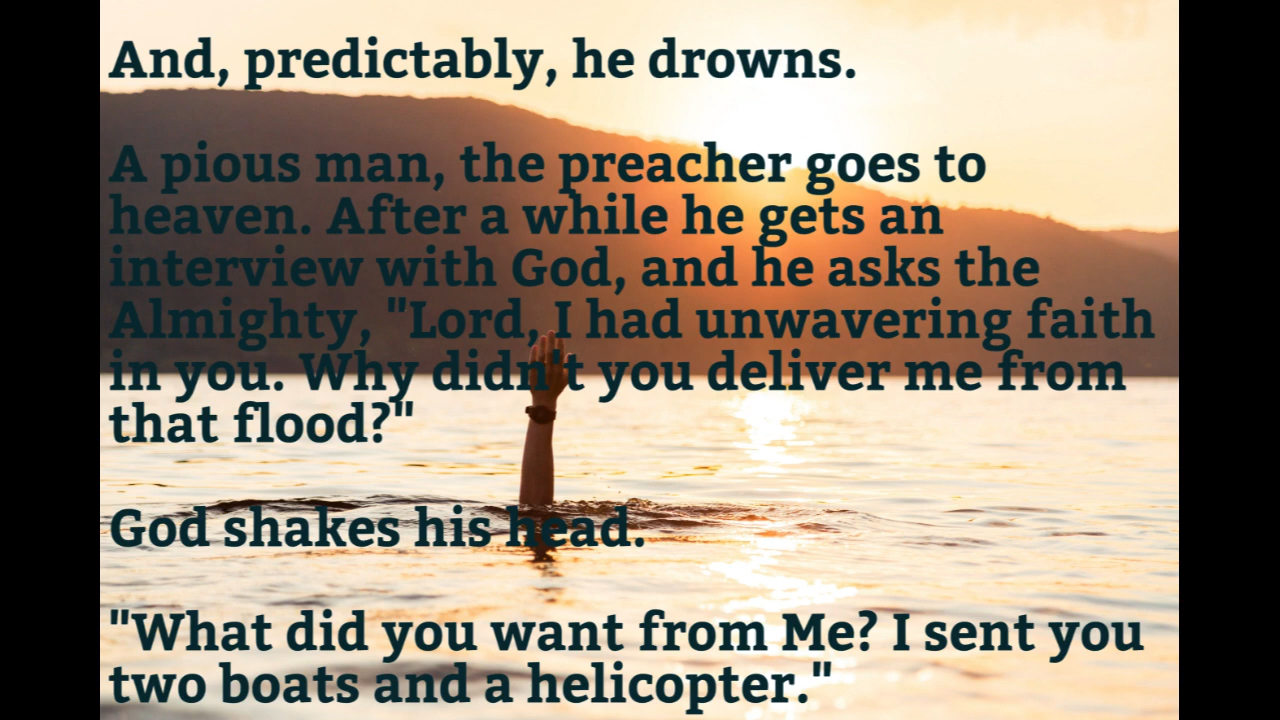 And, predictably, he drowns.
A pious man, the preacher goes to
heaven. After a while he gets an
interview with God, and he asks the
Almighty, "Lord, I had unwavering faith
in you. Why didn't you deliver me from
that flood?"
God shakes his head.
"What did you want from Me? I sent you
two boats and a helicopter."